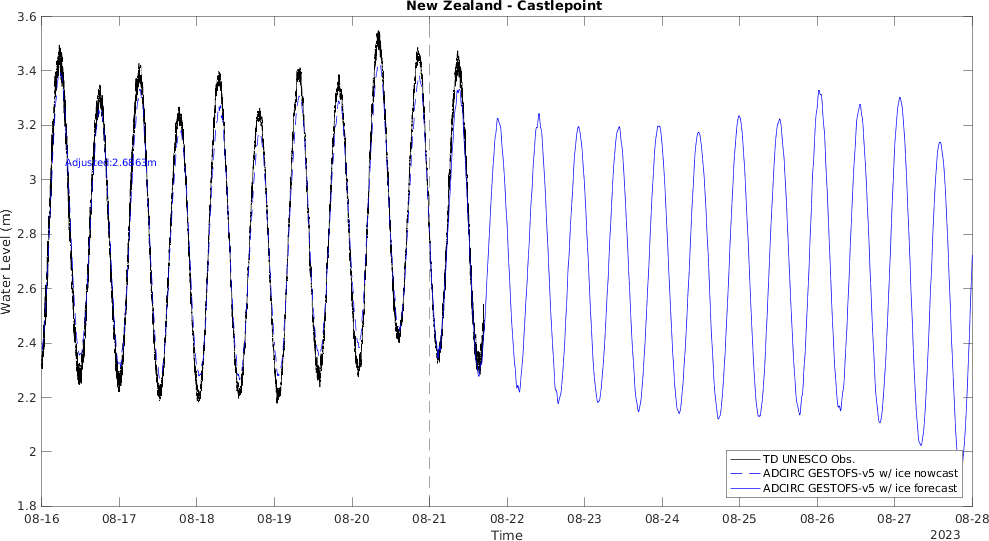 New Zealand - Castlepoint
3.6
3.4
3.2
3
2.8
2.6
2.4
2.2
2
1.8
Water Level (m)
Adjusted:2.6863m
TD UNESCO Obs.
ADCIRC GESTOFS-v5 w/ ice nowcast
ADCIRC GESTOFS-v5 w/ ice forecast
08-16 08-17 08-18 08-19 08-20 08-21 08-22 08-23 08-24 08-25 08-26 08-27 08-28
Time
2023